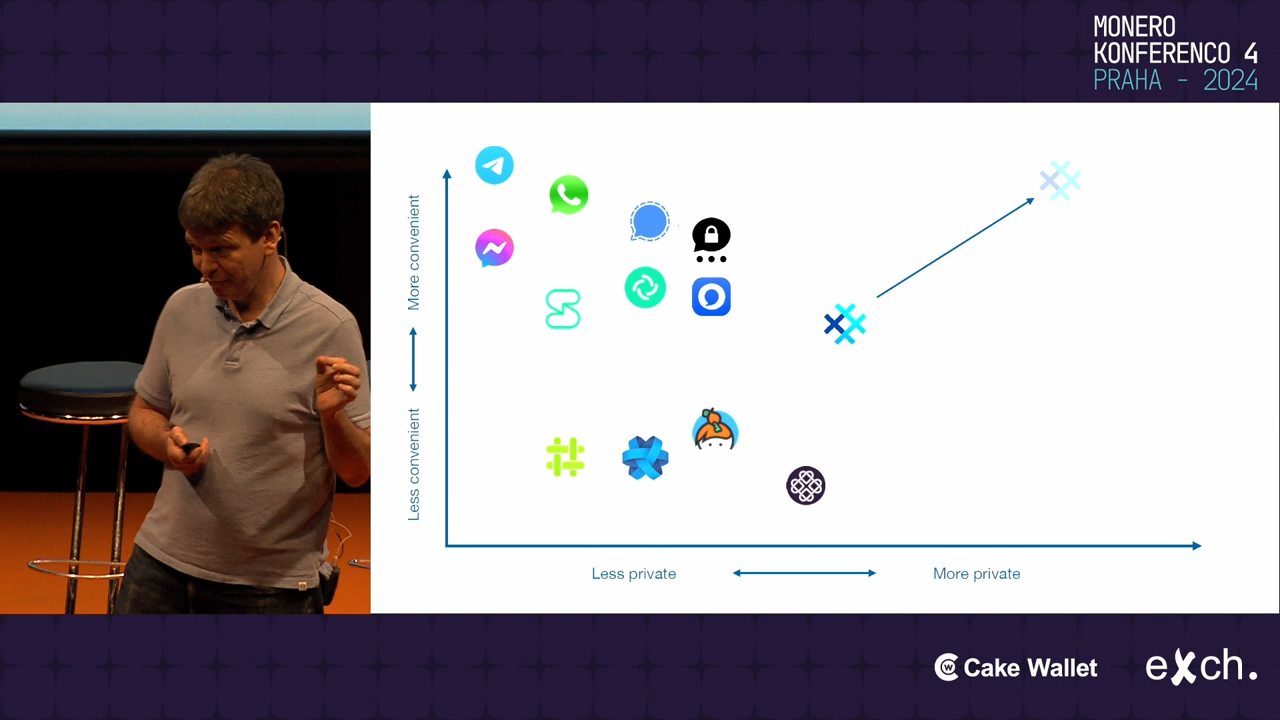 MONERO
KONFERENCO 4
PRAHA - 2024
More convenient
Less convenient
Less private
More private
Cake Wallet
eXch.